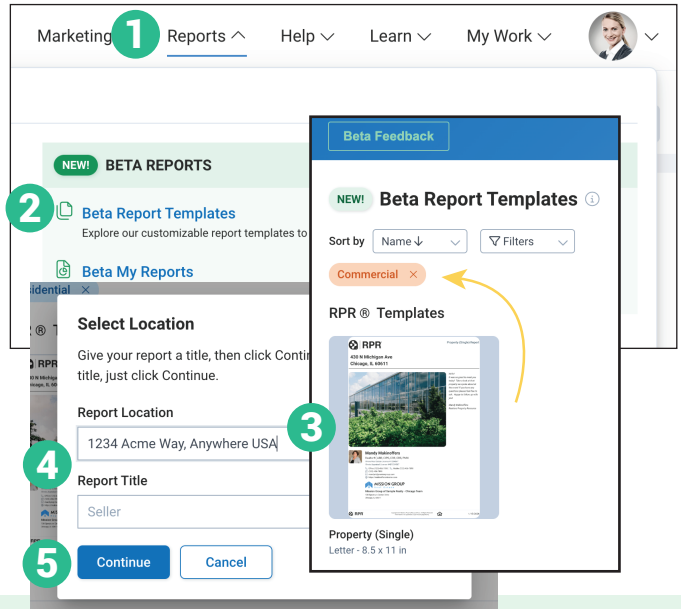 Marketing
1
Reports
Help
Learn
My Work
NEW! BETA REPORTS
2
Beta Report Templates
Explore our customizable report templates to
Beta My Reports
Beta Feedback
NEW! Beta Report Templates
Sort by Name Filters
Commercial ×
RPR ® Templates
RPR
430 N Michigan Ave
Chicago, IL 60611
Mandy Makinoffers
MISSION GROUP
RPR
3
Property (Single)
Letter - 8.5 x 11 in
sidential ×
®
RPR
Select Location
Give your report a title, then click Contin
title, just click Continue.
Report Location
1234 Acme Way, Anywhere USA
4
Report Title
Seller
5
Continue
Cancel